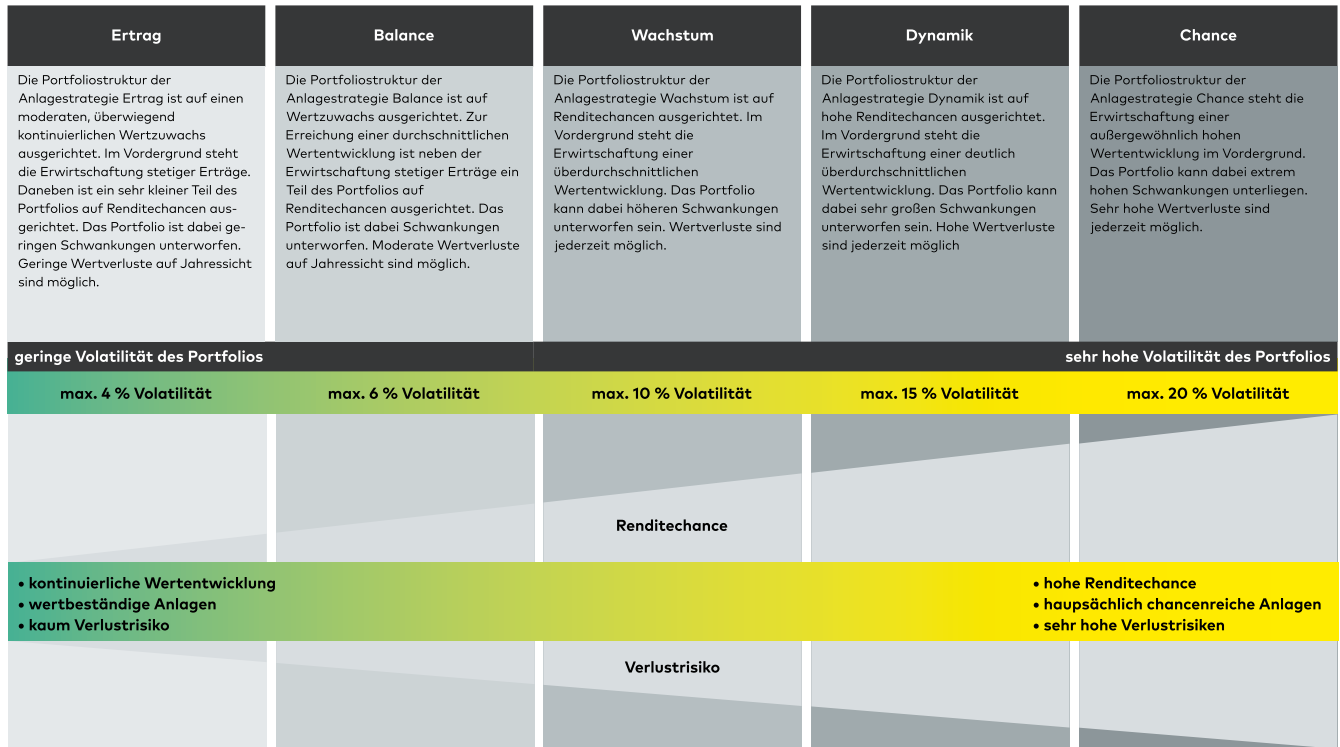 Ertrag
Die Portfoliostruktur der
Anlagestrategie Ertrag ist auf einen
moderaten, überwiegend
kontinuierlichen Wertzuwachs
ausgerichtet. Im Vordergrund steht
die Erwirtschaftung stetiger Erträge.
Daneben ist ein sehr kleiner Teil des
Portfolios auf Renditechancen aus-
gerichtet. Das Portfolio ist dabei ge-
ringen Schwankungen unterworfen.
Geringe Wertverluste auf Jahressicht
sind möglich.
Balance
Die Portfoliostruktur der
Anlagestrategie Balance ist auf
Wertzuwachs ausgerichtet. Zur
Erreichung einer durchschnittlichen
Wertentwicklung ist neben der
Erwirtschaftung stetiger Erträge ein
Teil des Portfolios auf
Renditechancen ausgerichtet. Das
Portfolio ist dabei Schwankungen
unterworfen. Moderate Wertverluste
auf Jahressicht sind möglich.
Wachstum
Die Portfoliostruktur der
Anlagestrategie Wachstum ist auf
Renditechancen ausgerichtet. Im
Vordergrund steht die
Erwirtschaftung einer
überdurchschnittlichen
Wertentwicklung. Das Portfolio
kann dabei höheren Schwankungen
unterworfen sein. Wertverluste sind
jederzeit möglich.
Dynamik
Die Portfoliostruktur der
Anlagestrategie Dynamik ist auf
hohe Renditechancen ausgerichtet.
Im Vordergrund steht die
Erwirtschaftung einer deutlich
überdurchschnittlichen
Wertentwicklung. Das Portfolio kann
dabei sehr großen Schwankungen
unterworfen sein. Hohe Wertverluste
sind jederzeit möglich
Chance
Die Portfoliostruktur der
Anlagestrategie Chance steht die
Erwirtschaftung einer
außergewöhnlich hohen
Wertentwicklung im Vordergrund.
Das Portfolio kann dabei extrem
hohen Schwankungen unterliegen.
Sehr hohe Wertverluste sind
jederzeit möglich.
geringe Volatilität des Portfolios
sehr hohe Volatilität des Portfolios
max. 4 % Volatilität
max. 6 % Volatilität
max. 10 % Volatilität
max. 15 % Volatilität
max. 20 % Volatilität
Renditechance
• kontinuierliche Wertentwicklung
• wertbeständige Anlagen
• kaum Verlustrisiko
• hohe Renditechance
• haupsächlich chancenreiche Anlagen
• sehr hohe Verlustrisiken
Verlustrisiko